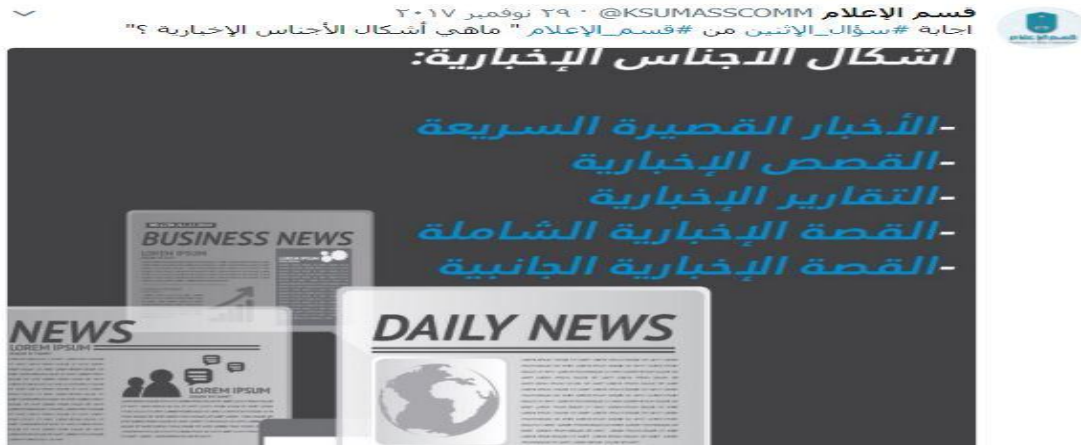 قسم الإعلام @KSUMASSCOMM · ٢٩ نوفمبر ٢٠١٧
اجابة #سؤال_الإثنين من #قسم_الإعلام " ماهي أشكال الأجناس الإخبارية ؟"
أشكال الاجناس الإخبارية:
-الأخبار القصيرة السريعة
-القصص الإخبارية
-التقارير الإخبارية
-القصة الإخبارية الشاملة
-القصة الإخبارية الجانبية
BUSINESS NEWS
LOREM IPSUM
NEWS
LOREM IPSUM
LOREM IPSUM
DAILY NEWS